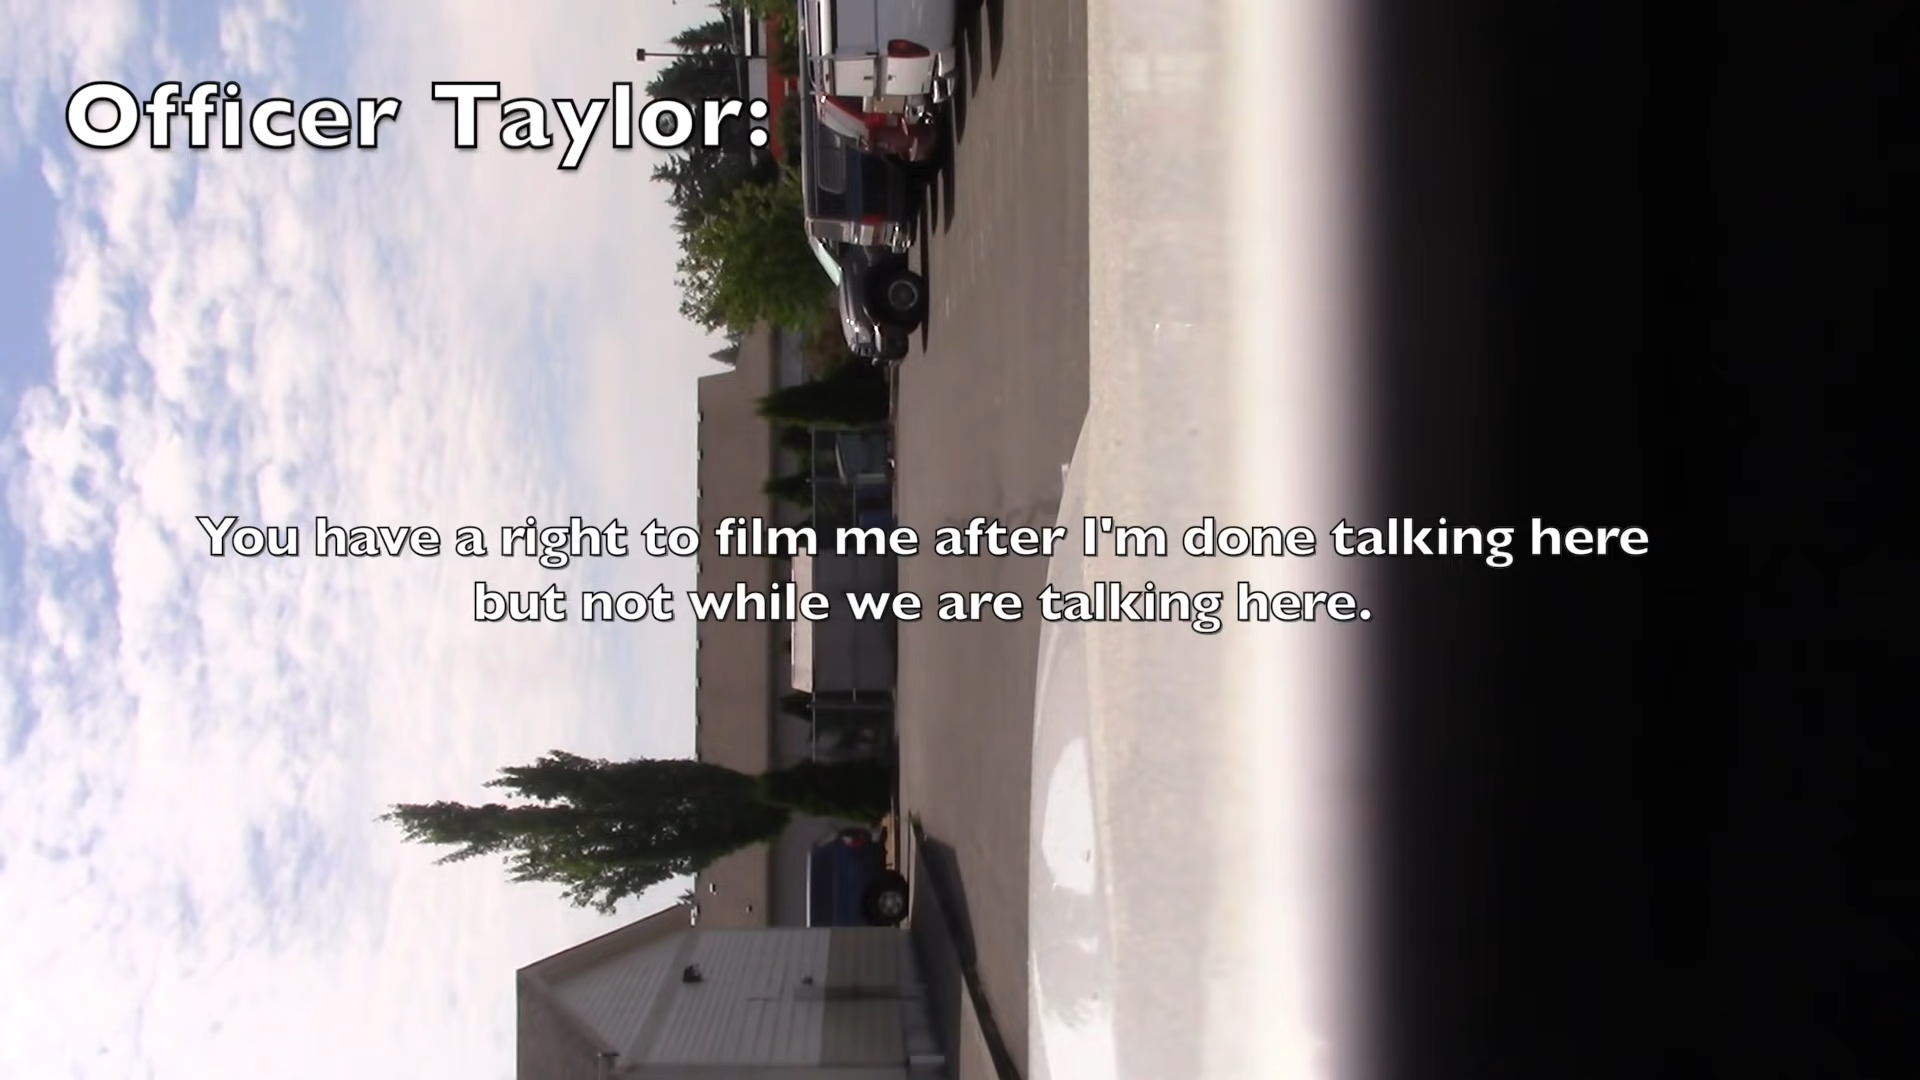 Officer Taylor:
You have a right to film me after I'm done talking here
but not while we are talking here.